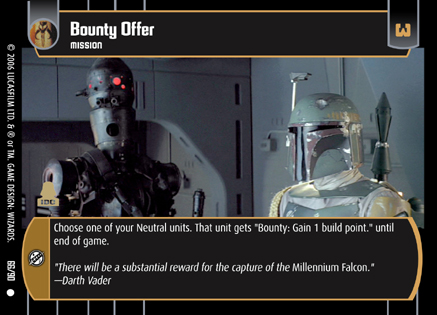 Bounty Offer
MISSION
3
Choose one of your Neutral units. That unit gets "Bounty: Gain 1 build point." until
end of game.
"There will be a substantial reward for the capture of the Millennium Falcon."
—Darth Vader
© 2006 LUCASFILM LTD. & ® or TM. GAME DESIGN: WIZARDS.
66/90